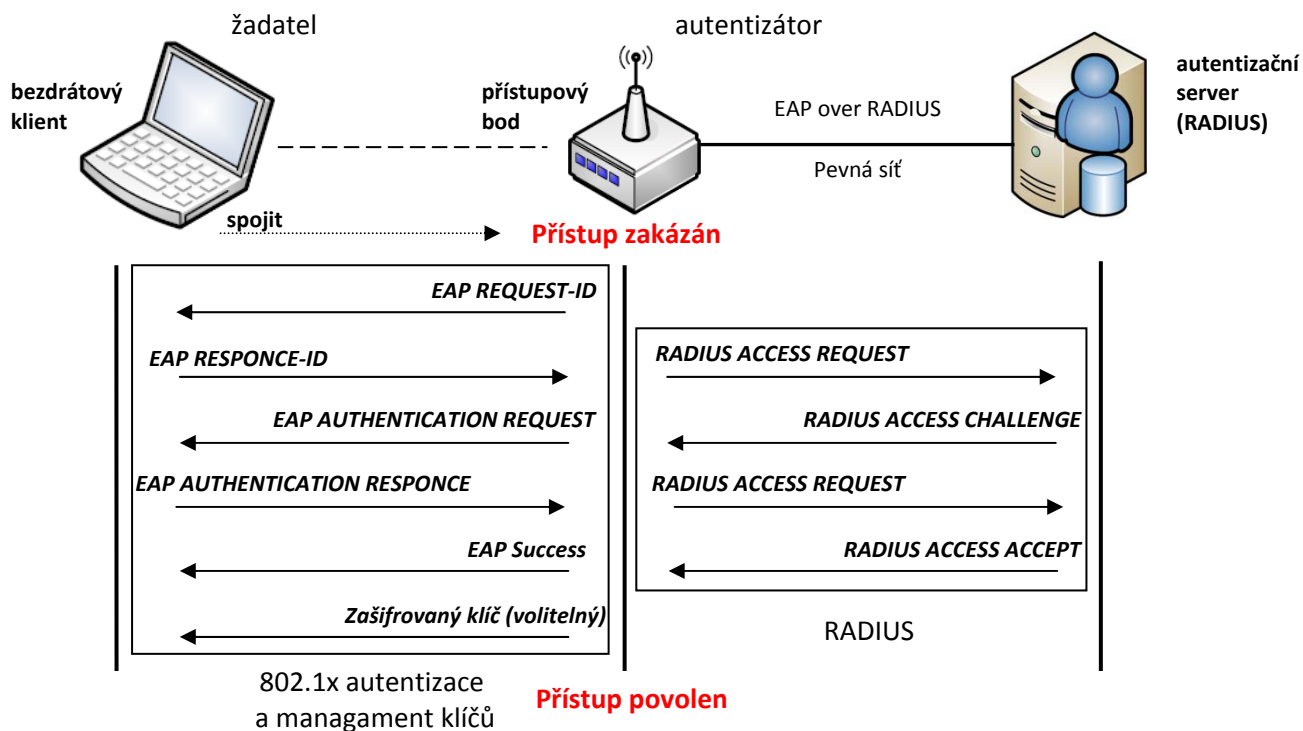 žadatel
autentizátor
bezdrátový
klient
přístupový
bod
EAP over RADIUS
Pevná síť
autentizační
server
(RADIUS)
spojit
Přístup zakázán
EAP REQUEST-ID
EAP RESPONCE-ID
RADIUS ACCESS REQUEST
EAP AUTHENTICATION REQUEST
RADIUS ACCESS CHALLENGE
EAP AUTHENTICATION RESPONCE
RADIUS ACCESS REQUEST
EAP Success
RADIUS ACCESS ACCEPT
Zašifrovaný klíč (volitelný)
RADIUS
802.1x autentizace
a managament klíčů
Přístup povolen